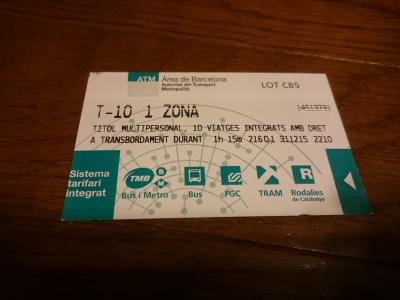 ATM
Àrea de Barcelona
Autoritat del Transport
Metropolità
LOT CB5
T-10 1 ZONA
14513791
TÍTOL MULTIPERSONAL, 10 VIATGES INTEGRATS AMB DRET
A TRANSBORDAMENT DURANT 1h 15m 21601 311215 2210
Sistema
tarifari
integrat
TMB
B
M
R
Bus i Metro
Bus
FGC
TRAM
Rodalies
de Catalunya